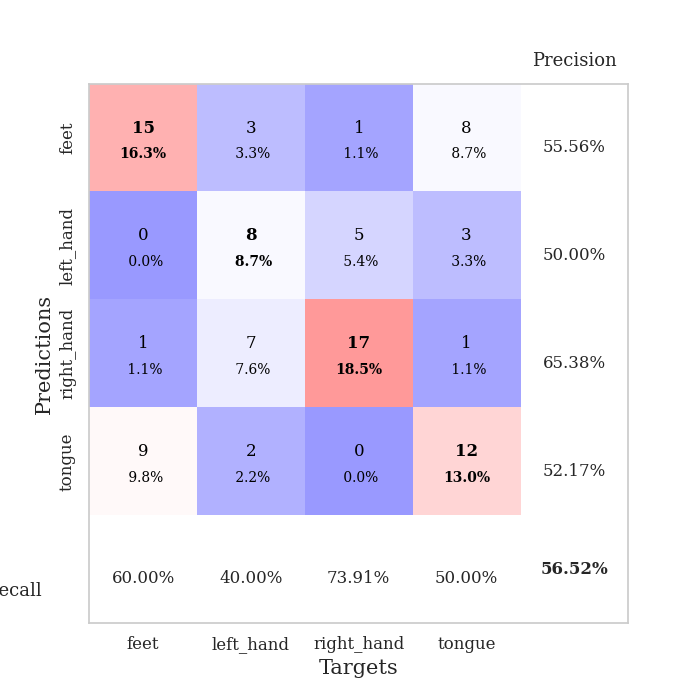 Precision
feet 15 3 1 8 55.56%
16.3% 3.3% 1.1% 8.7%
left_hand 0 8 5 3 50.00%
0.0% 8.7% 5.4% 3.3%
right_hand 1 7 17 1 65.38%
1.1% 7.6% 18.5% 1.1%
tongue 9 2 0 12 52.17%
9.8% 2.2% 0.0% 13.0%
Predictions
ecall 60.00% 40.00% 73.91% 50.00% 56.52%
feet left_hand right_hand tongue
Targets